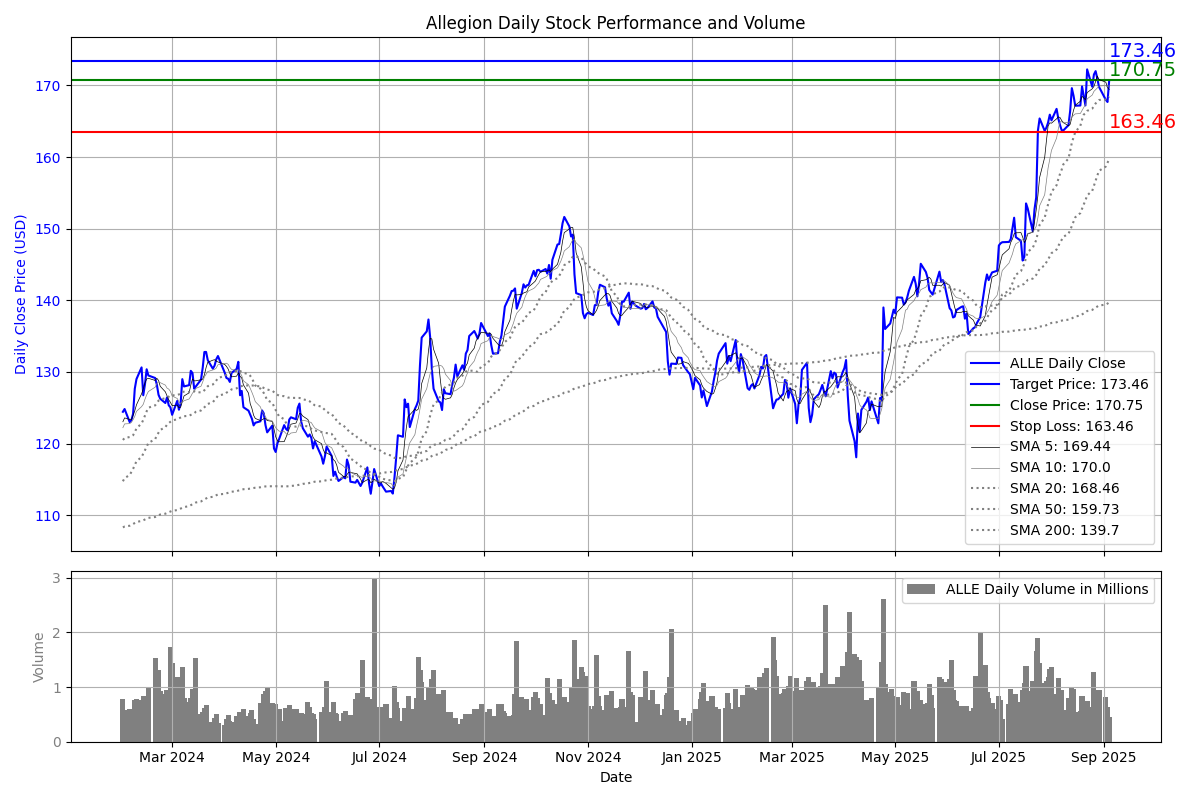 Allegion Daily Stock Performance and Volume
Daily Close Price (USD)
170
160
150
140
130
120
110
173.46
170.75
163.46
ALLE Daily Close
Target Price: 173.46
Close Price: 170.75
Stop Loss: 163.46
SMA 5: 169.44
SMA 10: 170.0
SMA 20: 168.46
SMA 50: 159.73
SMA 200: 139.7
Volume
3
2
1
0
ALLE Daily Volume in Millions
Mar 2024
May 2024
Jul 2024
Sep 2024
Nov 2024
Jan 2025
Mar 2025
May 2025
Jul 2025
Sep 2025
Date